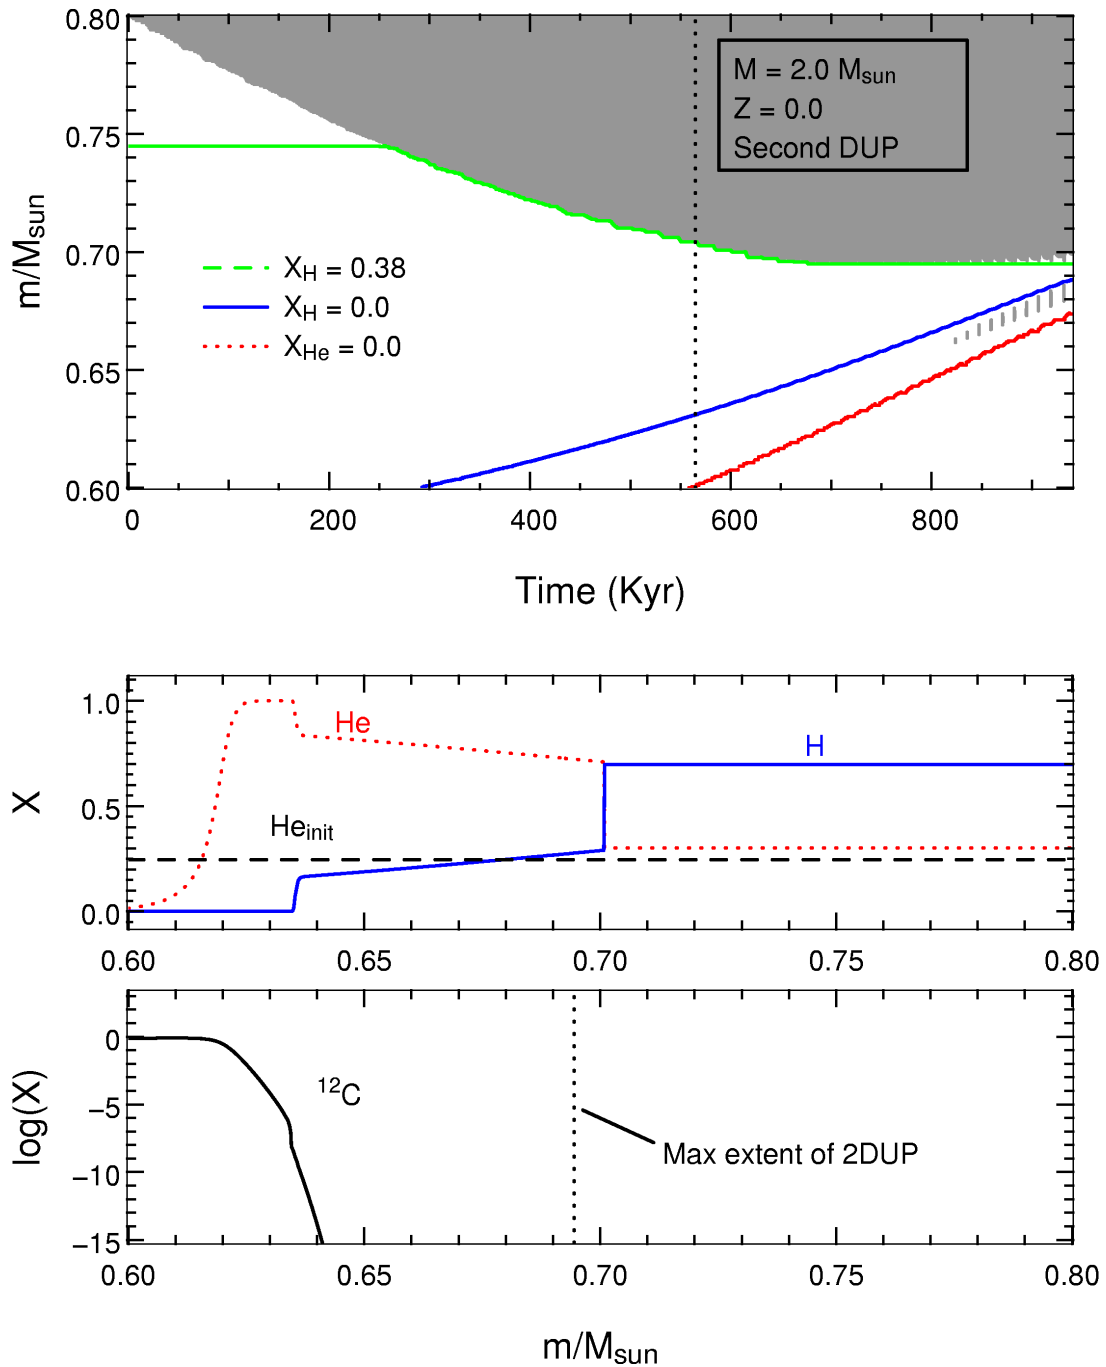 0.80
0.75
0.70
0.65
0.60
m/Msun
M = 2.0 Msun
Z = 0.0
Second DUP
XH = 0.38
XH = 0.0
XHe = 0.0
0 200 400 600 800
Time (Kyr)
1.0
0.5
0.0
X
He
H
Heinit
0.60 0.65 0.70 0.75 0.80
0
−5
−10
−15
log(X)
12C
Max extent of 2DUP
0.60 0.65 0.70 0.75 0.80
m/Msun